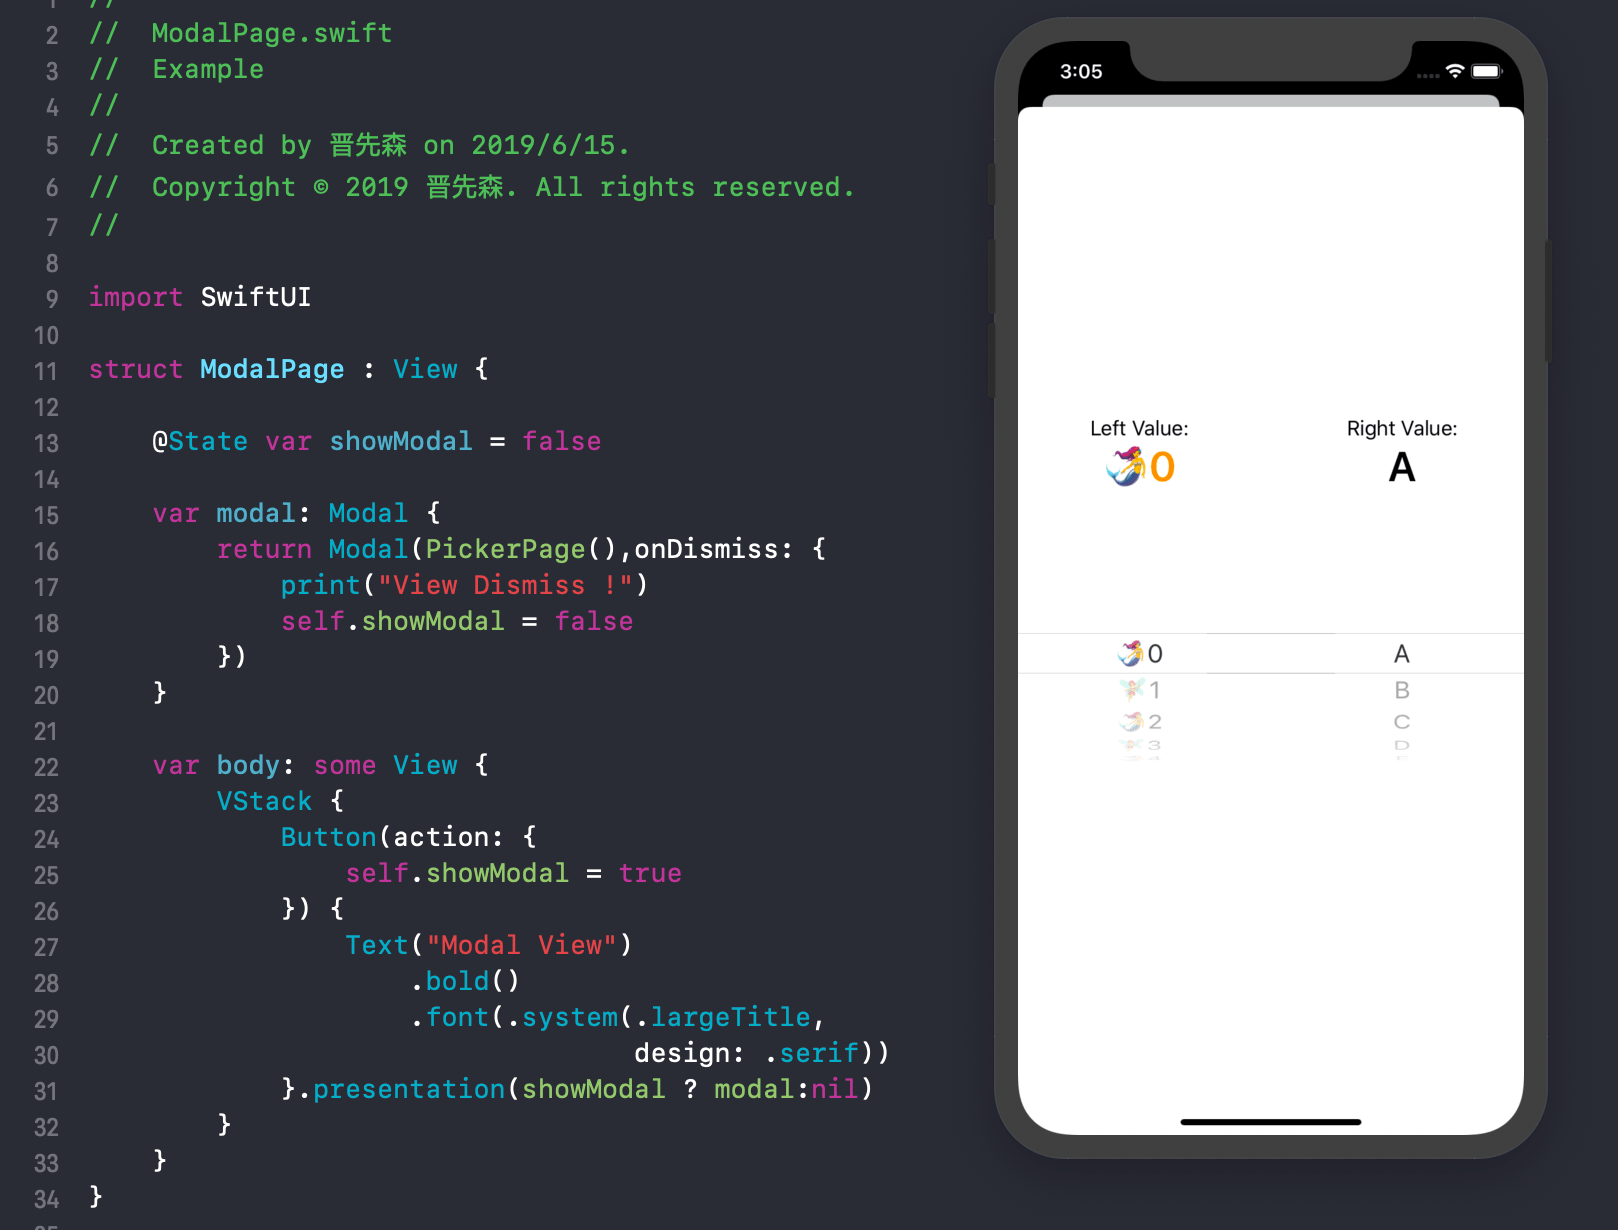 1 //
2 // ModalPage.swift
3 // Example
4 //
5 // Created by 晋先森 on 2019/6/15.
6 // Copyright © 2019 晋先森. All rights reserved.
7 //
8
9 import SwiftUI
10
11 struct ModalPage : View {
12
13 @State var showModal = false
14
15 var modal: Modal {
16 return Modal(PickerPage(),onDismiss: {
17 print("View Dismiss !")
18 self.showModal = false
19 })
20 }
21
22 var body: some View {
23 VStack {
24 Button(action: {
25 self.showModal = true
26 }) {
27 Text("Modal View")
28 .bold()
29 .font(.system(.largeTitle,
30 design: .serif))
31 }.presentation(showModal ? modal:nil)
32 }
33 }
34 }
3:05
Left Value: Right Value:
🧜‍♀️0 A
🧜‍♀️0 A
🧚‍♀️1 B
🧜‍♀️2 C
🧚‍♀️3 D